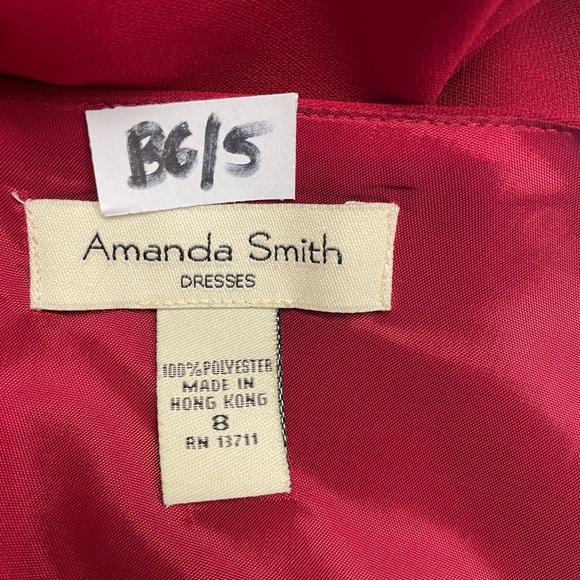 B6/S
Amanda Smith
DRESSES
100% POLYESTER
MADE IN
HONG KONG
8
RN 13711